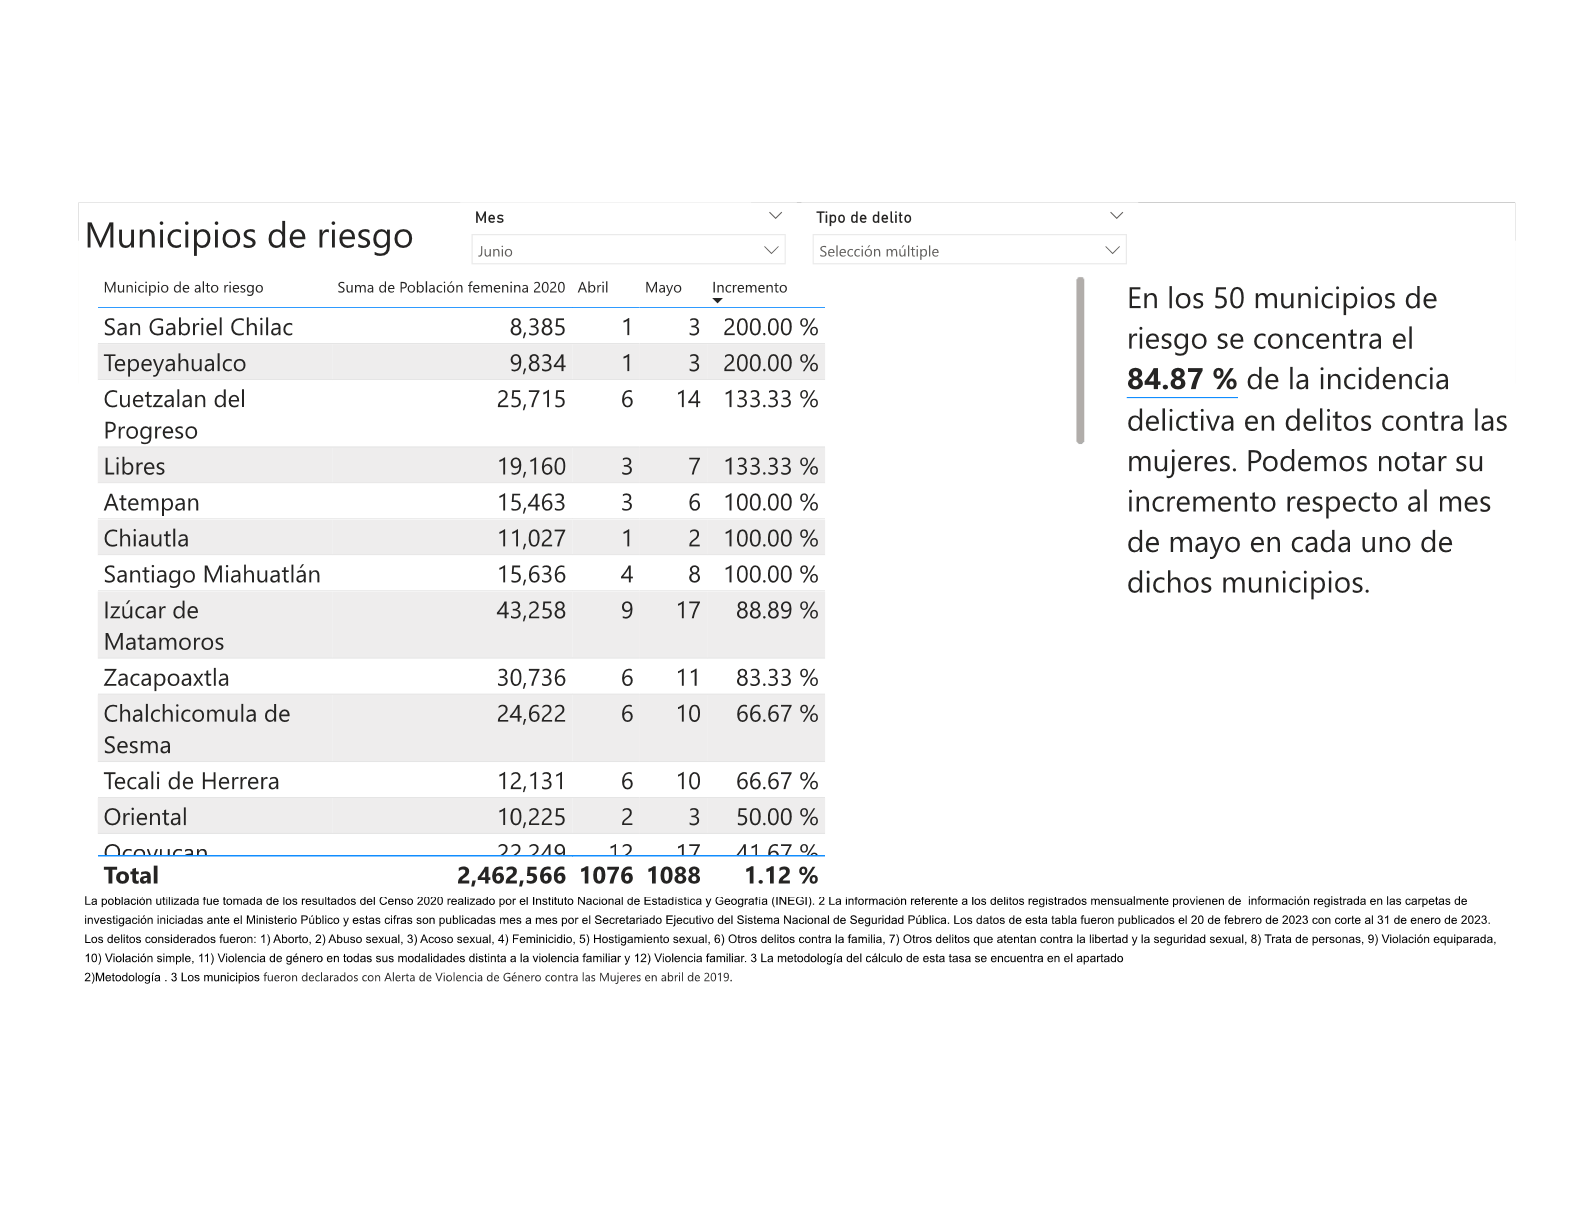 Municipios de riesgo
Mes
Junio
Tipo de delito
Selección múltiple
Municipio de alto riesgo Suma de Población femenina 2020 Abril Mayo Incremento
San Gabriel Chilac 8,385 1 3 200.00 %
Tepeyahualco 9,834 1 3 200.00 %
Cuetzalan del 25,715 6 14 133.33 %
Progreso
Libres 19,160 3 7 133.33 %
Atempan 15,463 3 6 100.00 %
Chiautla 11,027 1 2 100.00 %
Santiago Miahuatlán 15,636 4 8 100.00 %
Izúcar de 43,258 9 17 88.89 %
Matamoros
Zacapoaxtla 30,736 6 11 83.33 %
Chalchicomula de 24,622 6 10 66.67 %
Sesma
Tecali de Herrera 12,131 6 10 66.67 %
Oriental 10,225 2 3 50.00 %
Ocoyucan 22,249 12 17 41.67 %
Total 2,462,566 1076 1088 1.12 %
En los 50 municipios de
riesgo se concentra el
84.87 % de la incidencia
delictiva en delitos contra las
mujeres. Podemos notar su
incremento respecto al mes
de mayo en cada uno de
dichos municipios.
La población utilizada fue tomada de los resultados del Censo 2020 realizado por el Instituto Nacional de Estadística y Geografía (INEGI). 2 La información referente a los delitos registrados mensualmente provienen de información registrada en las carpetas de
investigación iniciadas ante el Ministerio Público y estas cifras son publicadas mes a mes por el Secretariado Ejecutivo del Sistema Nacional de Seguridad Pública. Los datos de esta tabla fueron publicados el 20 de febrero de 2023 con corte al 31 de enero de 2023.
Los delitos considerados fueron: 1) Aborto, 2) Abuso sexual, 3) Acoso sexual, 4) Feminicidio, 5) Hostigamiento sexual, 6) Otros delitos contra la familia, 7) Otros delitos que atentan contra la libertad y la seguridad sexual, 8) Trata de personas, 9) Violación equiparada,
10) Violación simple, 11) Violencia de género en todas sus modalidades distinta a la violencia familiar y 12) Violencia familiar. 3 La metodología del cálculo de esta tasa se encuentra en el apartado
2)Metodología . 3 Los municipios fueron declarados con Alerta de Violencia de Género contra las Mujeres en abril de 2019.